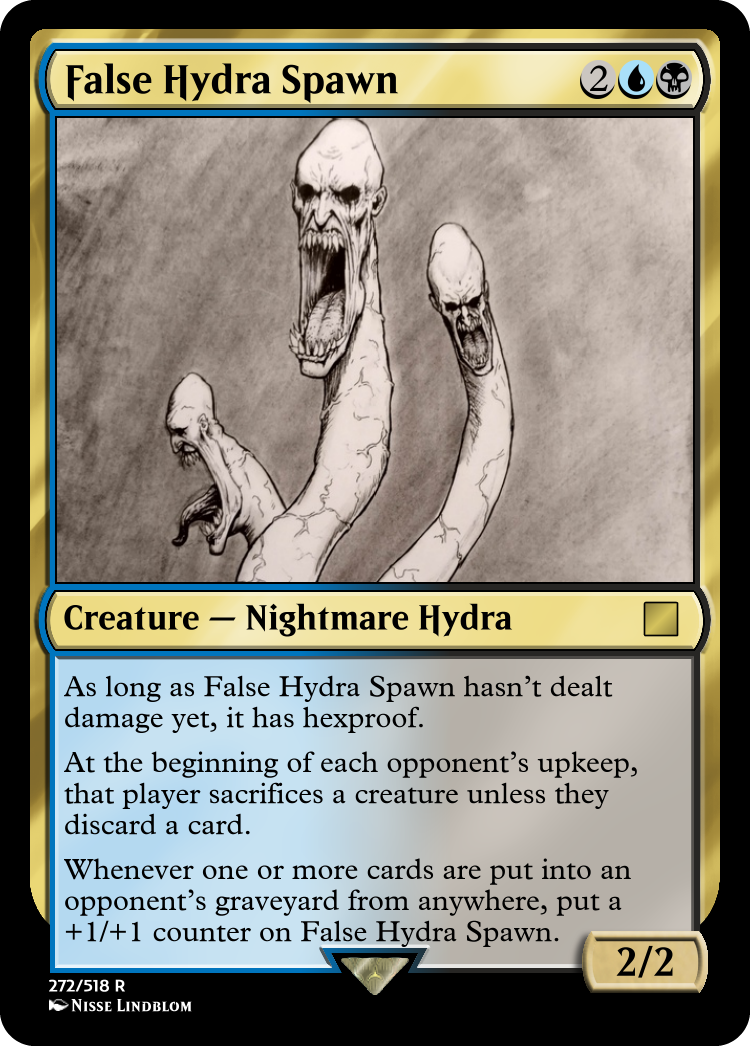 False Hydra Spawn 2
Creature — Nightmare Hydra
As long as False Hydra Spawn hasn't dealt
damage yet, it has hexproof.
At the beginning of each opponent's upkeep,
that player sacrifices a creature unless they
discard a card.
Whenever one or more cards are put into an
opponent's graveyard from anywhere, put a
+1/+1 counter on False Hydra Spawn.
2/2
272/518 R
Nisse Lindblom